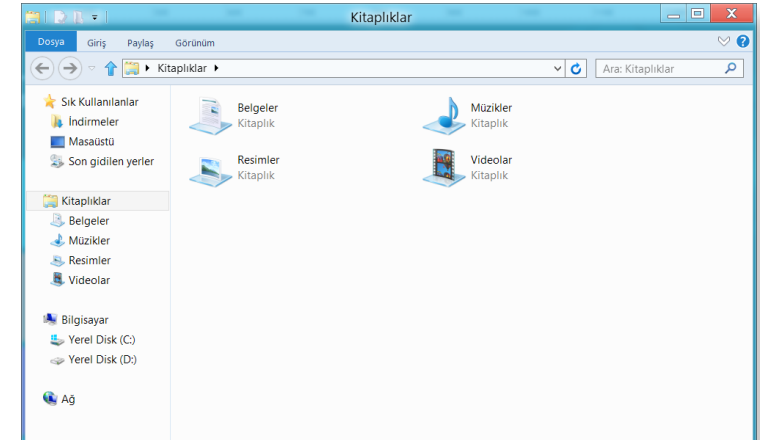 Kitaplıklar
Dosya Giriş Paylaş Görünüm
Kitaplıklar
Ara: Kitaplıklar
Sık Kullanılanlar
İndirmeler
Masaüstü
Son gidilen yerler
Kitaplıklar
Belgeler
Müzikler
Resimler
Videolar
Bilgisayar
Yerel Disk (C:)
Yerel Disk (D:)
Ağ
Belgeler
Kitaplık
Müzikler
Kitaplık
Resimler
Kitaplık
Videolar
Kitaplık